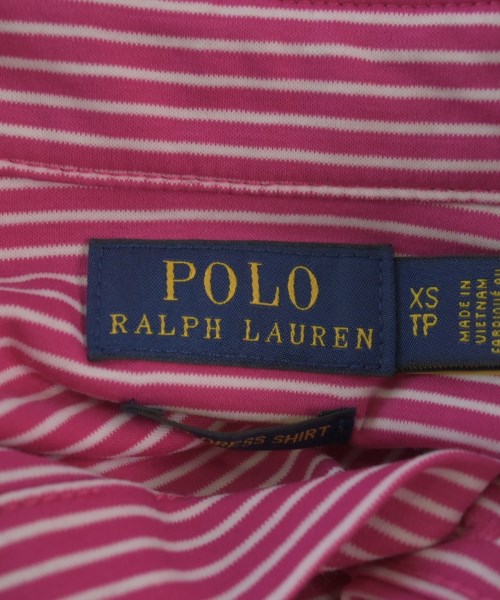 POLO
RALPH LAUREN
XS
TP
MADE IN
VIETNAM
DRESS SHIRT